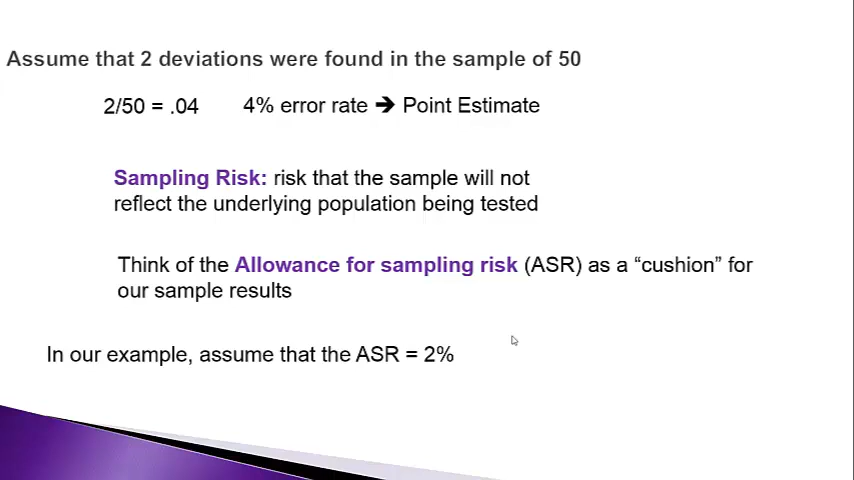 Assume that 2 deviations were found in the sample of 50
2/50 = .04 4% error rate ➔ Point Estimate
Sampling Risk: risk that the sample will not
reflect the underlying population being tested
Think of the Allowance for sampling risk (ASR) as a “cushion” for
our sample results
In our example, assume that the ASR = 2%